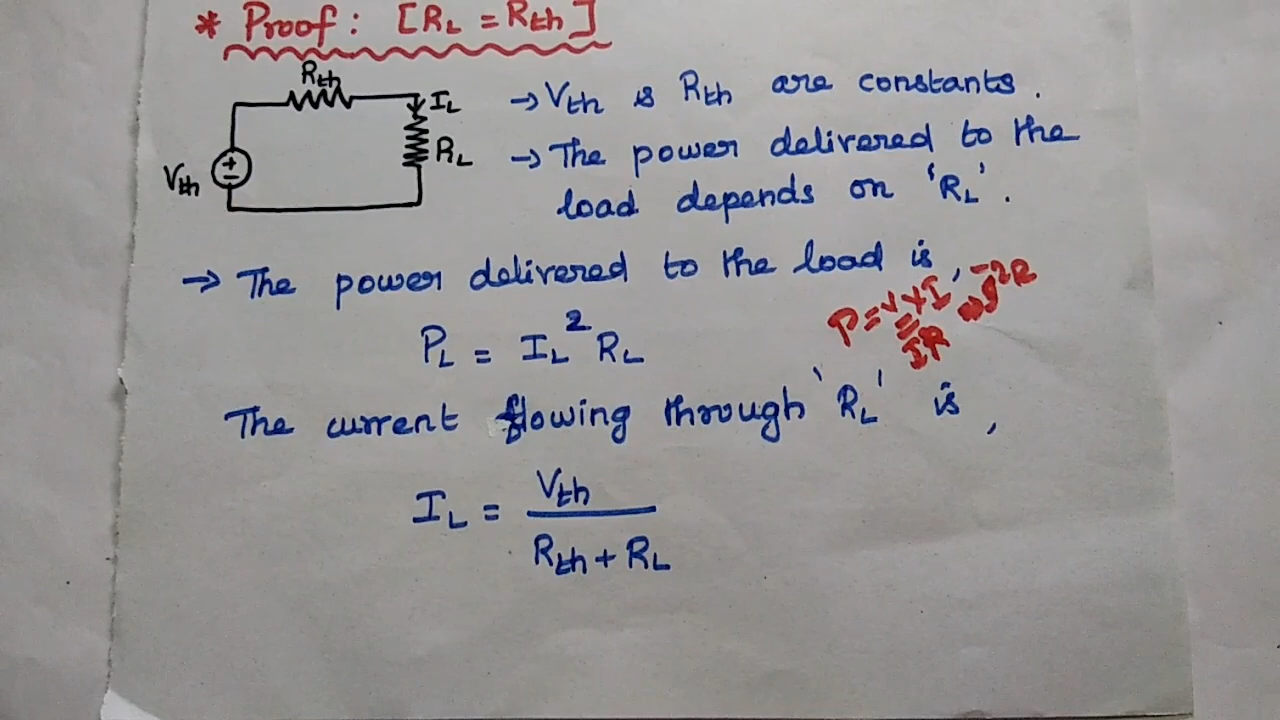 * Proof : [RL = Rth]
Rth
IL
RL
Vth
→ Vth & Rth are constants.
→ The power delivered to the
load depends on 'RL'.
→ The power delivered to the load is,
P = V × I
IR
PL = IL² RL
The current flowing through 'RL' is,
IL = Vth / (Rth + RL)